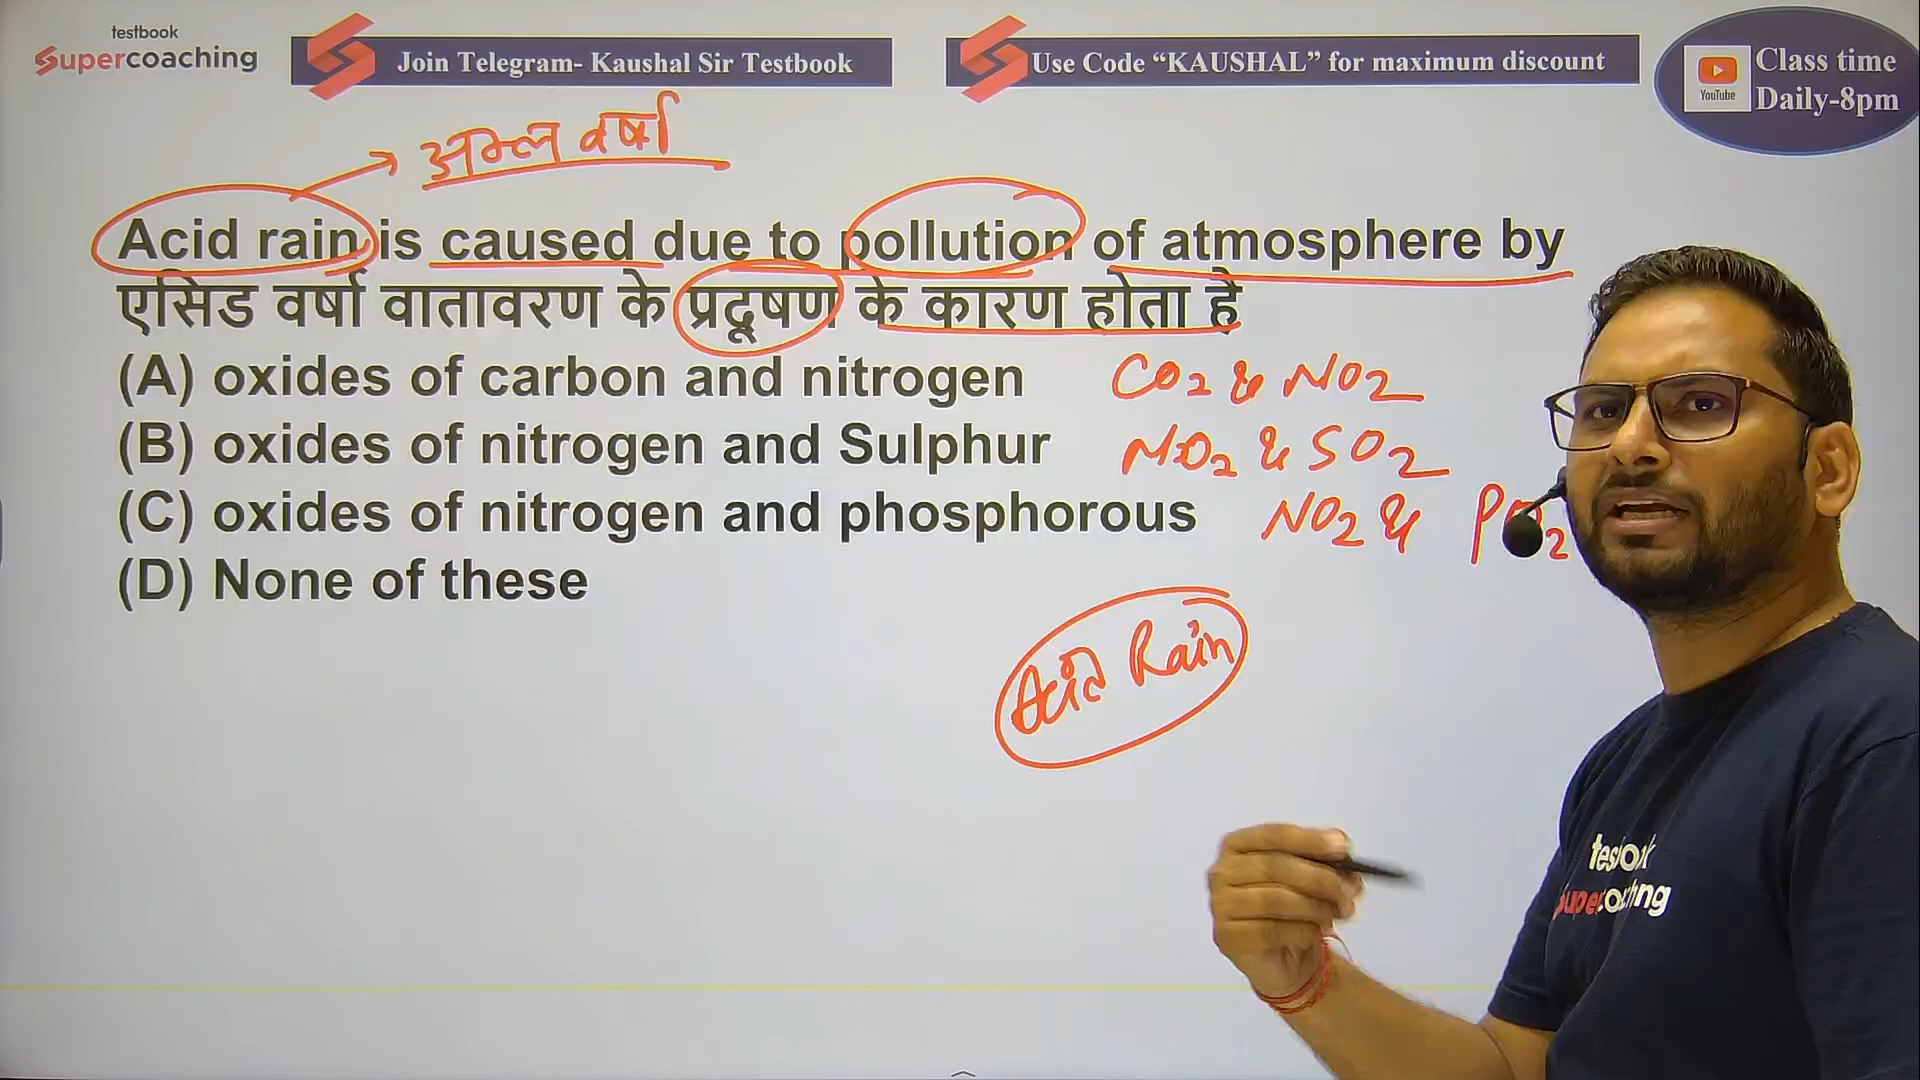 testbook
Supercoaching
Join Telegram- Kaushal Sir Testbook
Use Code “KAUSHAL” for maximum discount
YouTube
Class time
Daily-8pm
अम्ल वर्षा
Acid rain is caused due to pollution of atmosphere by
एसिड वर्षा वातावरण के प्रदूषण के कारण होता है
(A) oxides of carbon and nitrogen CO2 & NO2
(B) oxides of nitrogen and Sulphur NO2 & SO2
(C) oxides of nitrogen and phosphorous NO2 &
(D) None of these
Acid Rain
testbook
supercoaching